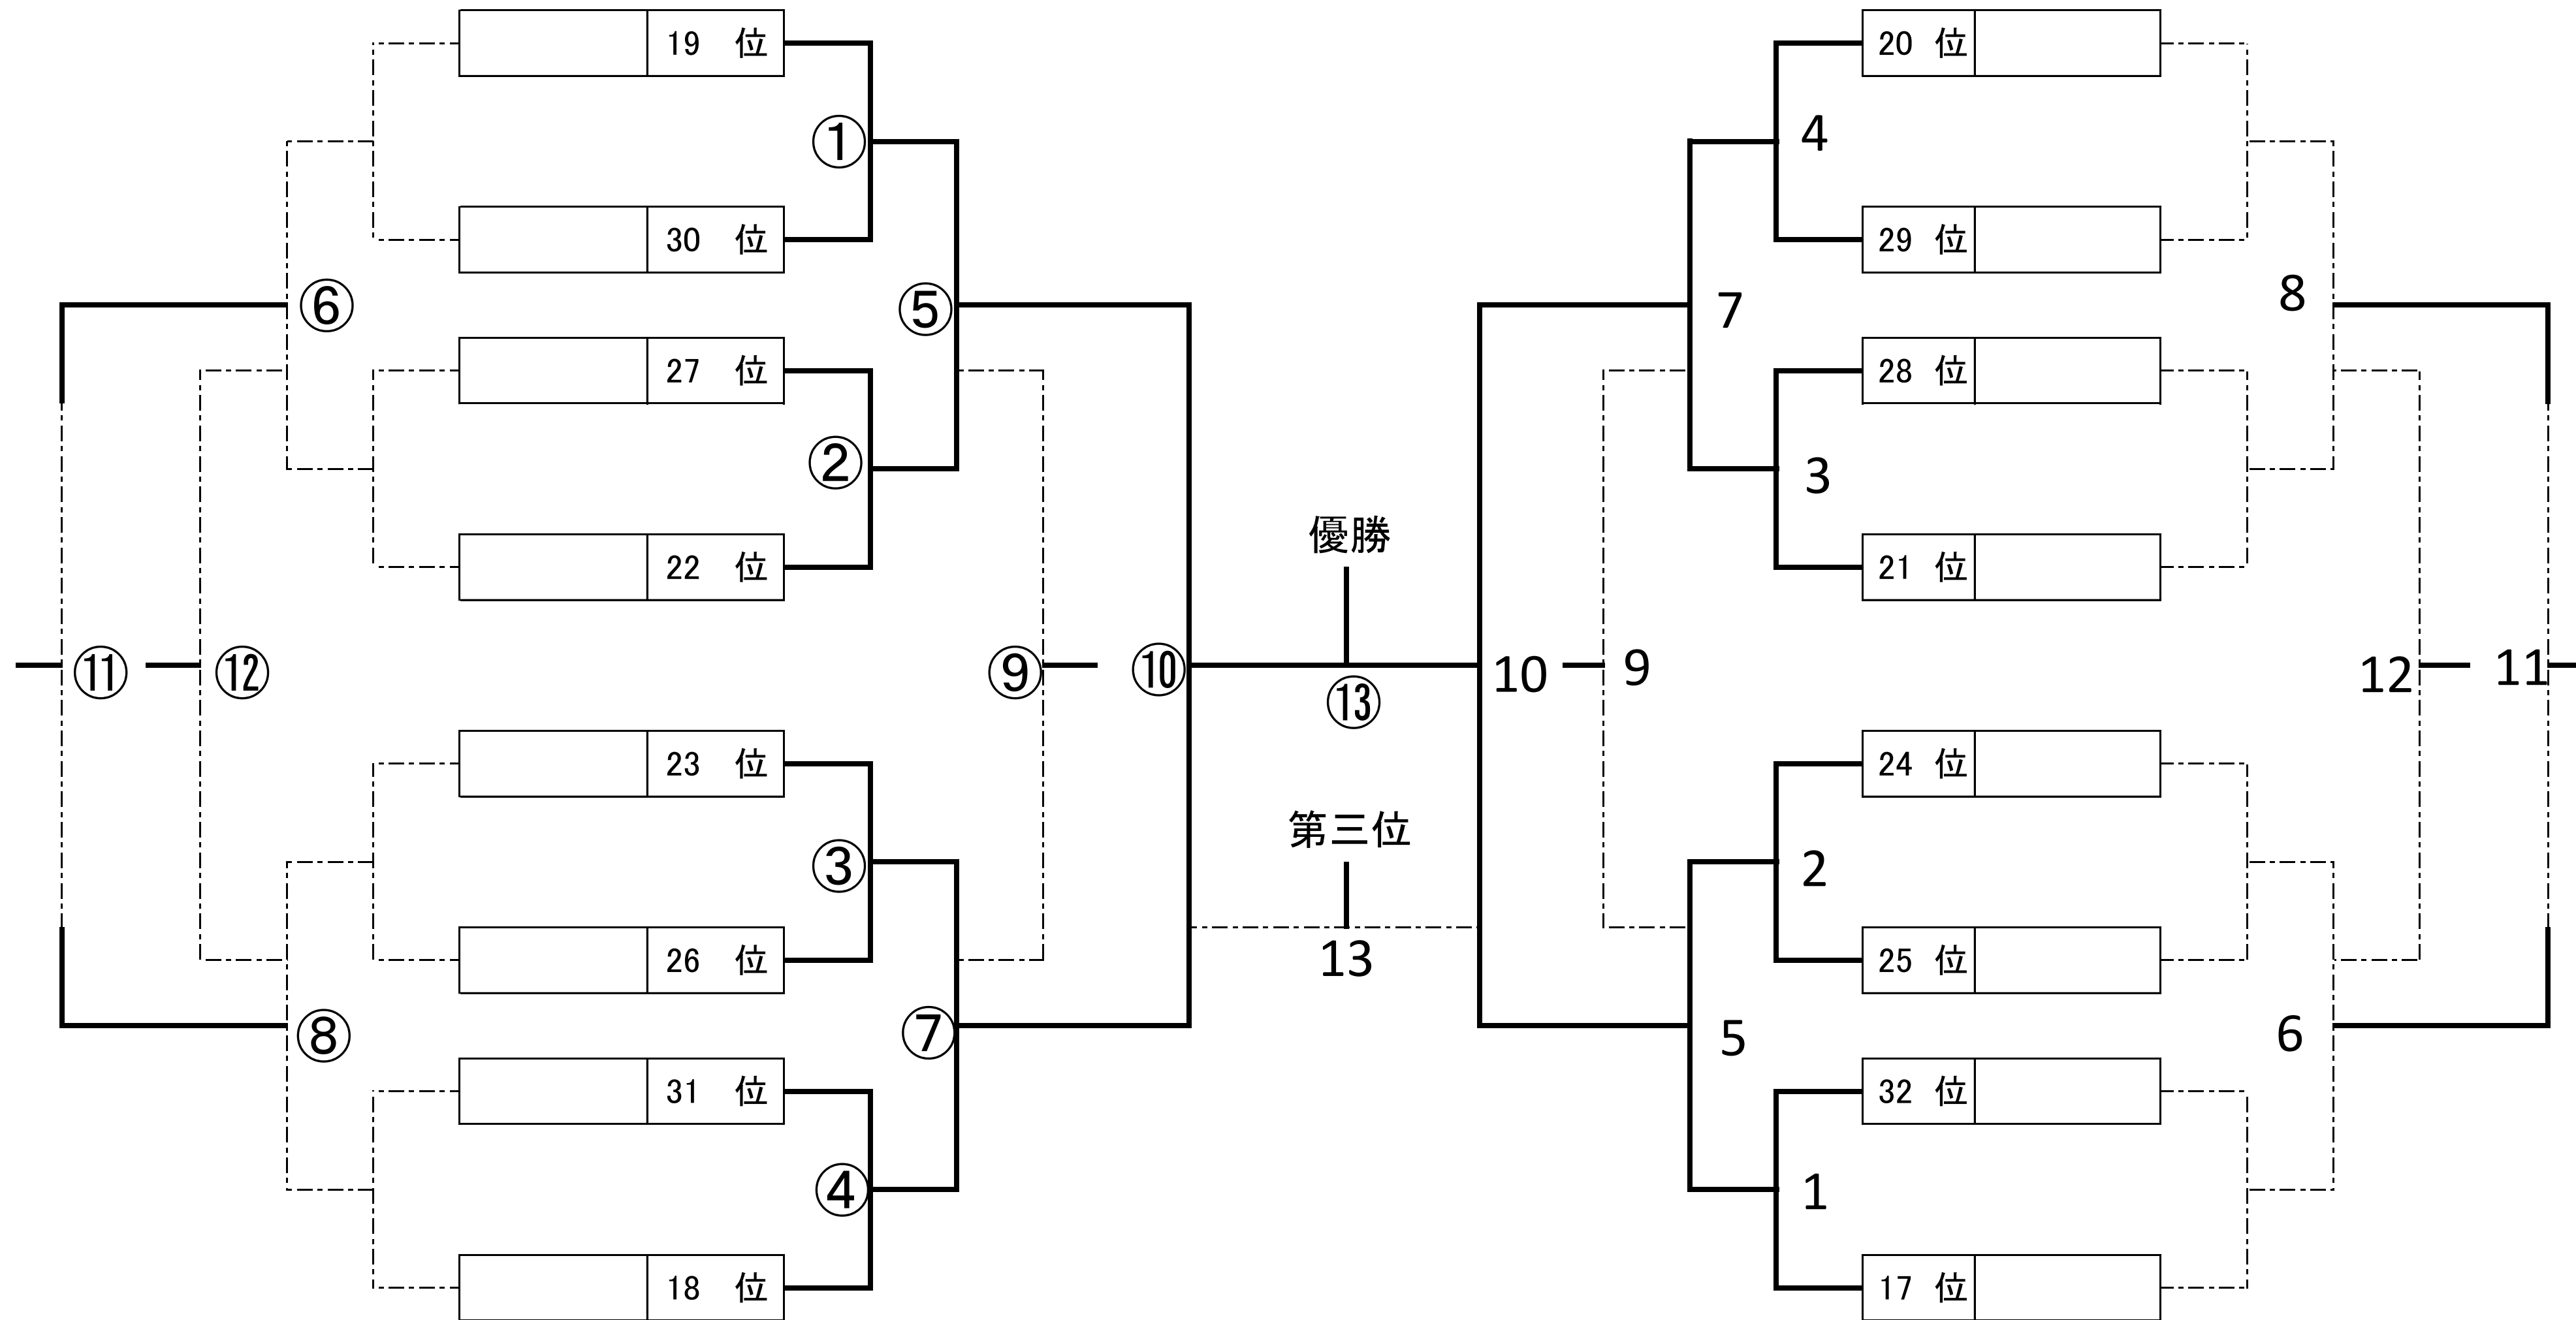 19 位
20 位
①
4
30 位
29 位
⑥
⑤
7
8
27 位
28 位
②
3
22 位
21 位
優勝
⑪
⑫
⑨
⑩
10
9
12
11
⑬
23 位
24 位
第三位
③
2
26 位
25 位
13
⑧
⑦
5
6
31 位
32 位
④
1
18 位
17 位